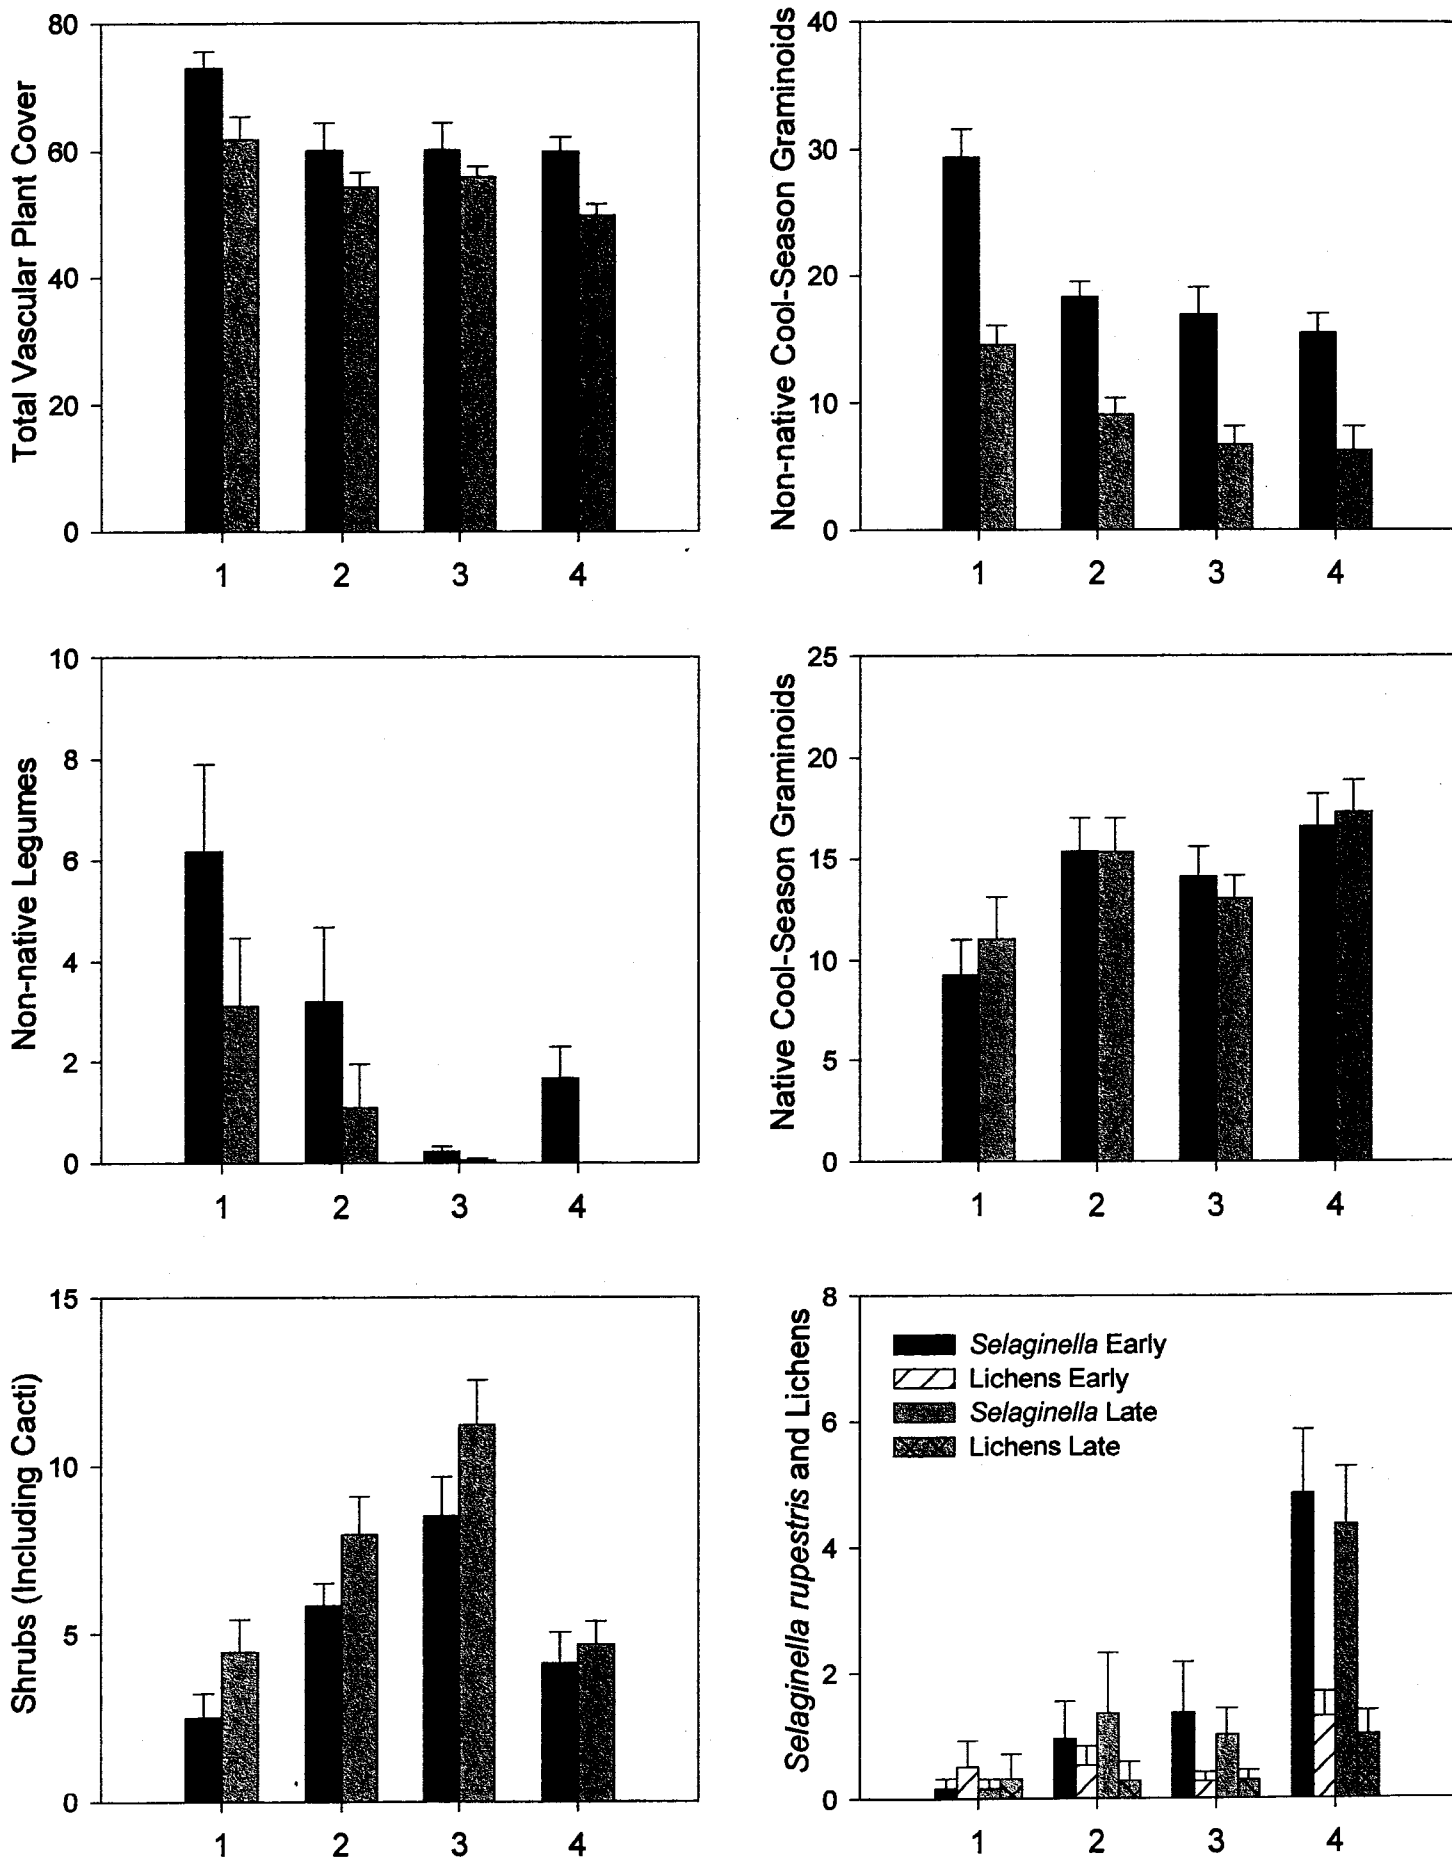 Total Vascular Plant Cover
80
60
40
20
0
1 2 3 4
Non-native Cool-Season Graminoids
40
30
20
10
0
1 2 3 4
Non-native Legumes
10
8
6
4
2
0
1 2 3 4
Native Cool-Season Graminoids
25
20
15
10
5
0
1 2 3 4
Shrubs (Including Cacti)
15
10
5
0
1 2 3 4
Selaginella rupestris and Lichens
8
6
4
2
0
Selaginella Early
Lichens Early
Selaginella Late
Lichens Late
1 2 3 4